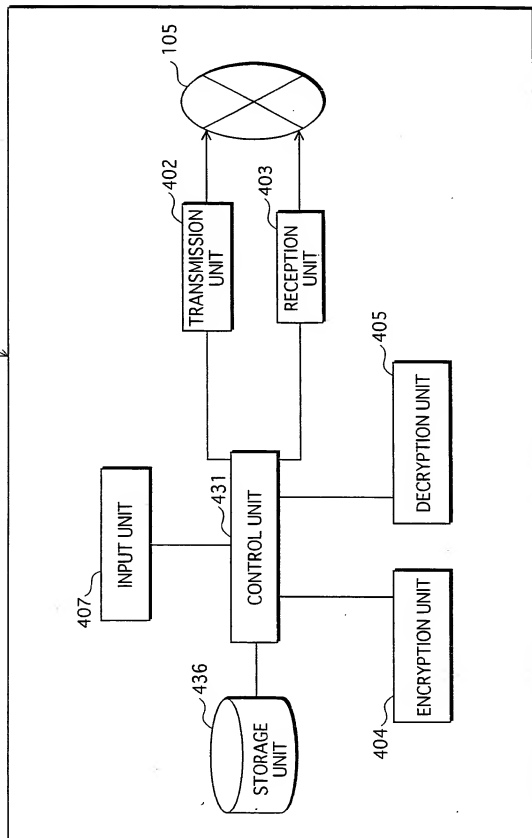 105
402
TRANSMISSION
UNIT
403
RECEPTION
UNIT
407
INPUT UNIT
431
CONTROL UNIT
405
DECRYPTION UNIT
436
STORAGE
UNIT
404
ENCRYPTION UNIT